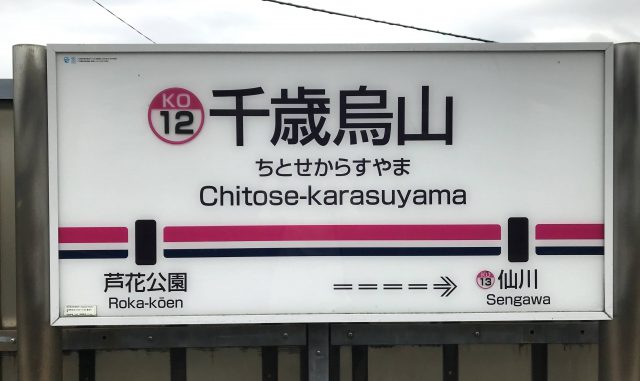 KO
12
千歳烏山
ちとせからすやま
Chitose-karasuyama
芦花公園
Roka-kōen
KO
13
仙川
Sengawa